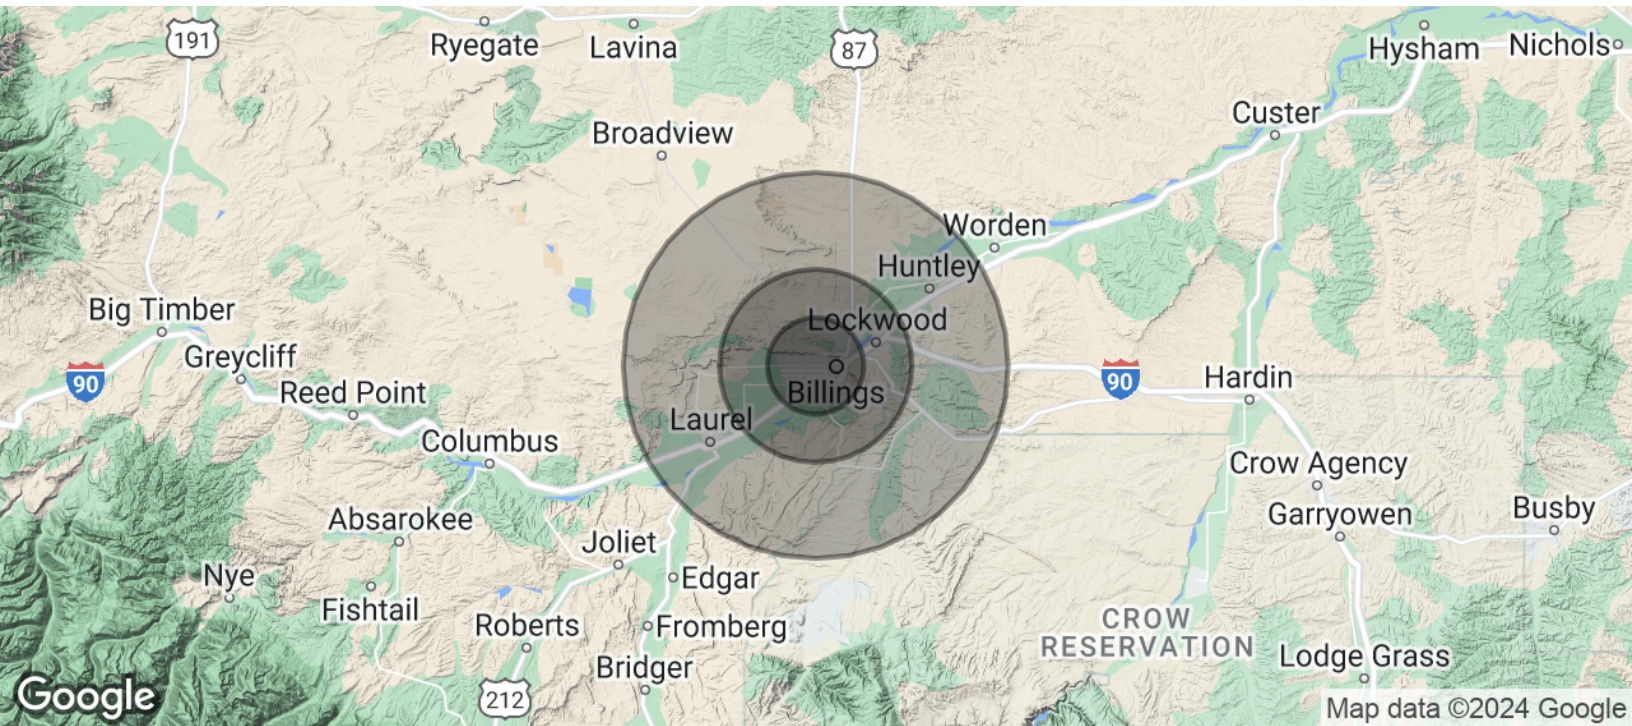 191
Ryegate
Lavina
87
Hysham
Nichols
Custer
Broadview
Worden
Huntley
Big Timber
Lockwood
Greycliff
90
Reed Point
Billings
90
Hardin
Laurel
Columbus
Crow Agency
Absarokee
Garryowen
Busby
Joliet
Nye
Edgar
Fishtail
Roberts
Fromberg
CROW
RESERVATION
Bridger
Lodge Grass
Google
212
Map data ©2024 Google